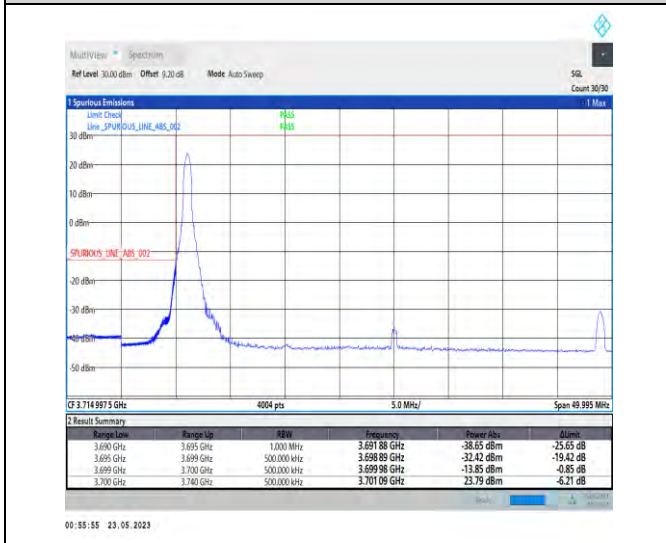 MultiView Spectrum
Ref Level 30.00 dBm Offset 9.20 dB Mode Auto Sweep SGL
Count 30/30
1 Spurious Emissions 1 Max
Limit Check PASS
Line _SPURIOUS_LINE_ABS_002 PASS
30 dBm
20 dBm
10 dBm
0 dBm
_SPURIOUS_LINE_ABS_002
-20 dBm
-30 dBm
-40 dBm
-50 dBm
CF 3.714 997 5 GHz 4004 pts 5.0 MHz/ Span 49.995 MHz
2 Result Summary
Range Low Range Up RBW Frequency Power Abs ΔLimit
3.690 GHz 3.695 GHz 1.000 MHz 3.691 88 GHz -38.65 dBm -25.65 dB
3.695 GHz 3.699 GHz 500.000 kHz 3.698 89 GHz -32.42 dBm -19.42 dB
3.699 GHz 3.700 GHz 500.000 kHz 3.699 98 GHz -13.85 dBm -0.85 dB
3.700 GHz 3.740 GHz 500.000 kHz 3.701 09 GHz 23.79 dBm -6.21 dB
00:55:55 23.05.2023